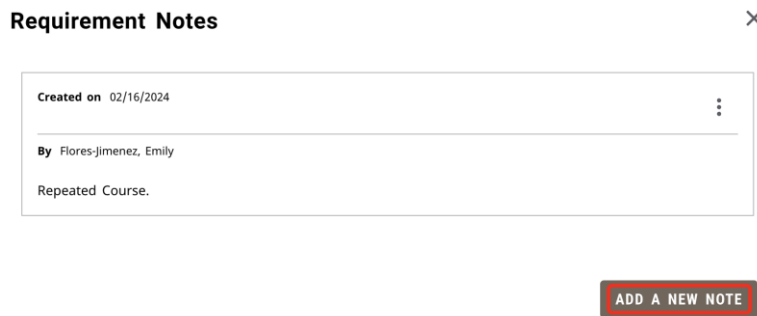 Requirement Notes
Created on 02/16/2024
By Flores-Jimenez, Emily
Repeated Course.
ADD A NEW NOTE